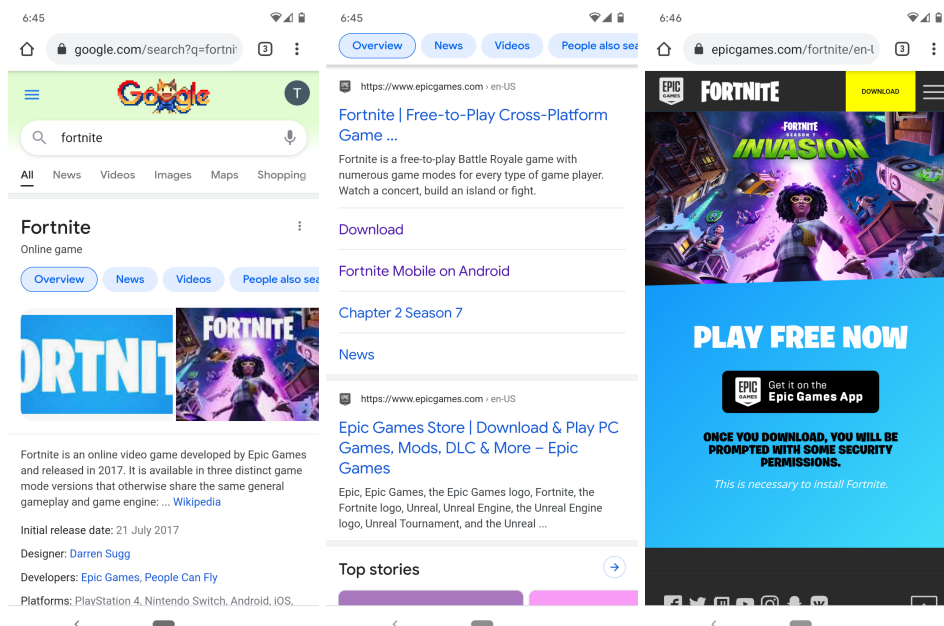 6:45
google.com/search?q=fortni
3
Google
T
fortnite
All News Videos Images Maps Shopping
Fortnite
Online game
Overview News Videos People also sea
ORTNIT
FORTNITE
Fortnite is an online video game developed by Epic Games
and released in 2017. It is available in three distinct game
mode versions that otherwise share the same general
gameplay and game engine: ... Wikipedia
Initial release date: 21 July 2017
Designer: Darren Sugg
Developers: Epic Games, People Can Fly
Platforms: PlayStation 4, Nintendo Switch, Android, iOS,
6:45
Overview News Videos People also sea
https://www.epicgames.com › en-US
Fortnite | Free-to-Play Cross-Platform
Game ...
Fortnite is a free-to-play Battle Royale game with
numerous game modes for every type of game player.
Watch a concert, build an island or fight.
Download
Fortnite Mobile on Android
Chapter 2 Season 7
News
https://www.epicgames.com › en-US
Epic Games Store | Download & Play PC
Games, Mods, DLC & More – Epic
Games
Epic, Epic Games, the Epic Games logo, Fortnite, the
Fortnite logo, Unreal, Unreal Engine, the Unreal Engine
logo, Unreal Tournament, and the Unreal ...
Top stories
6:46
epicgames.com/fortnite/en-U
3
EPIC
GAMES
FORTNITE
DOWNLOAD
FORTNITE
SEASON 7
INVASION
PLAY FREE NOW
EPIC
GAMES
Get it on the
Epic Games App
ONCE YOU DOWNLOAD, YOU WILL BE
PROMPTED WITH SOME SECURITY
PERMISSIONS.
This is necessary to install Fortnite.